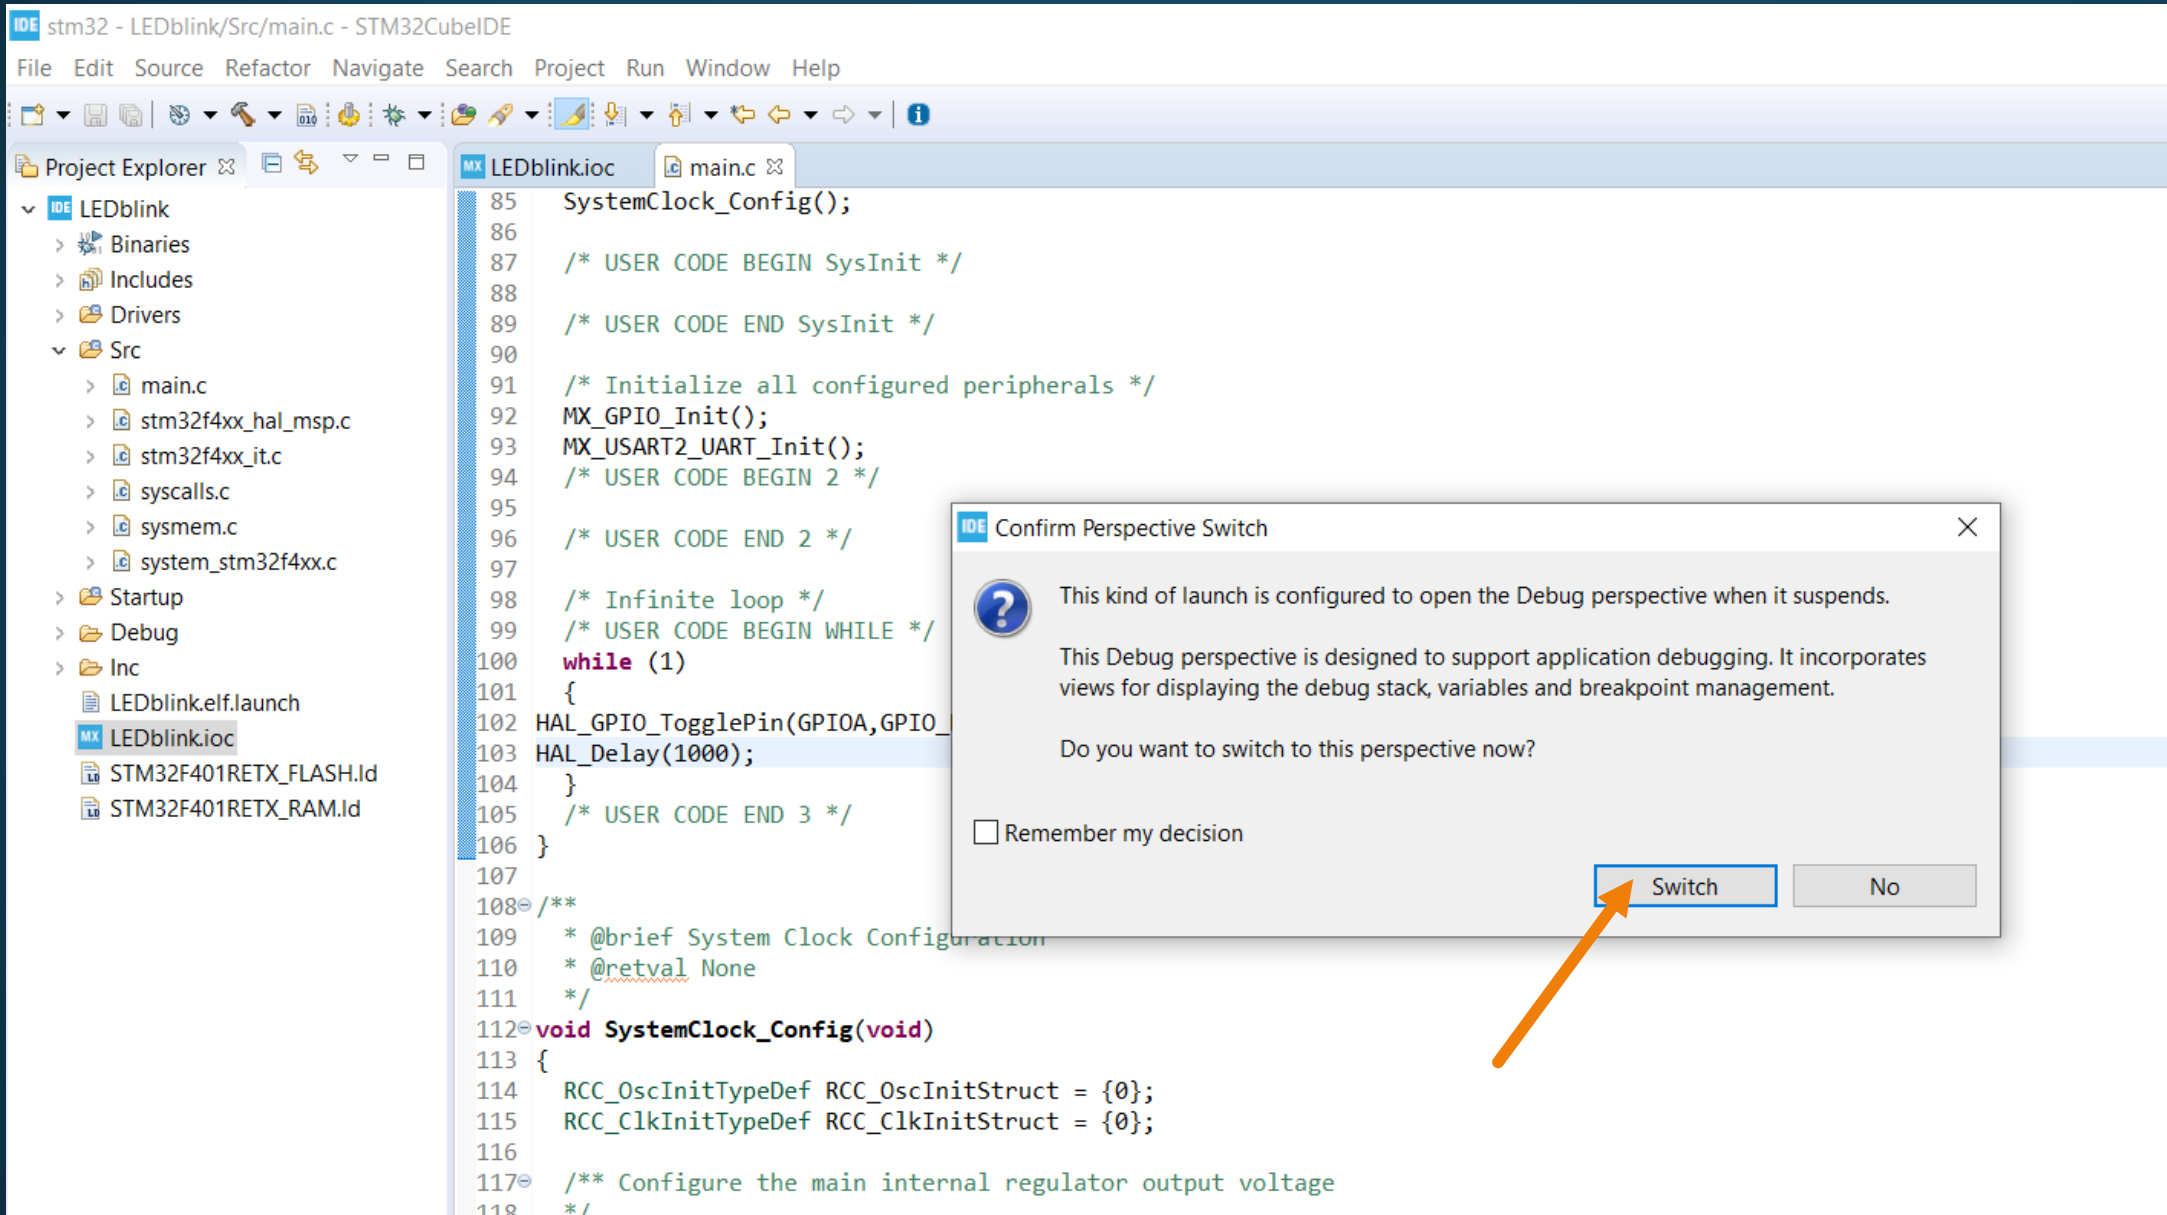 IDE stm32 - LEDblink/Src/main.c - STM32CubeIDE
File Edit Source Refactor Navigate Search Project Run Window Help
010
Project Explorer
IDE LEDblink
Binaries
Includes
Drivers
Src
main.c
stm32f4xx_hal_msp.c
stm32f4xx_it.c
syscalls.c
sysmem.c
system_stm32f4xx.c
Startup
Debug
Inc
LEDblink.elf.launch
MX LEDblink.ioc
STM32F401RETX_FLASH.ld
STM32F401RETX_RAM.ld
MX LEDblink.ioc
main.c
85 SystemClock_Config();
86
87 /* USER CODE BEGIN SysInit */
88
89 /* USER CODE END SysInit */
90
91 /* Initialize all configured peripherals */
92 MX_GPIO_Init();
93 MX_USART2_UART_Init();
94 /* USER CODE BEGIN 2 */
95
96 /* USER CODE END 2 */
97
98 /* Infinite loop */
99 /* USER CODE BEGIN WHILE */
100 while (1)
101 {
102 HAL_GPIO_TogglePin(GPIOA,GPIO_
103 HAL_Delay(1000);
104 }
105 /* USER CODE END 3 */
106 }
107
108 /**
109 * @brief System Clock Configuration
110 * @retval None
111 */
112 void SystemClock_Config(void)
113 {
114 RCC_OscInitTypeDef RCC_OscInitStruct = {0};
115 RCC_ClkInitTypeDef RCC_ClkInitStruct = {0};
116
117 /** Configure the main internal regulator output voltage
118 */
IDE Confirm Perspective Switch
This kind of launch is configured to open the Debug perspective when it suspends.
This Debug perspective is designed to support application debugging. It incorporates
views for displaying the debug stack, variables and breakpoint management.
Do you want to switch to this perspective now?
Remember my decision
Switch
No